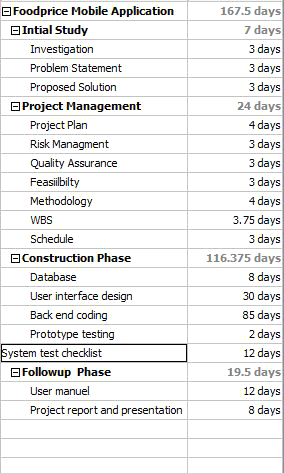 Foodprice Mobile Application 167.5 days
Intial Study 7 days
Investigation 3 days
Problem Statement 3 days
Proposed Solution 3 days
Project Management 24 days
Project Plan 4 days
Risk Managment 3 days
Quality Assurance 3 days
Feasiilbilty 3 days
Methodology 4 days
WBS 3.75 days
Schedule 3 days
Construction Phase 116.375 days
Database 8 days
User interface design 30 days
Back end coding 85 days
Prototype testing 2 days
System test checklist 12 days
Followup Phase 19.5 days
User manuel 12 days
Project report and presentation 8 days